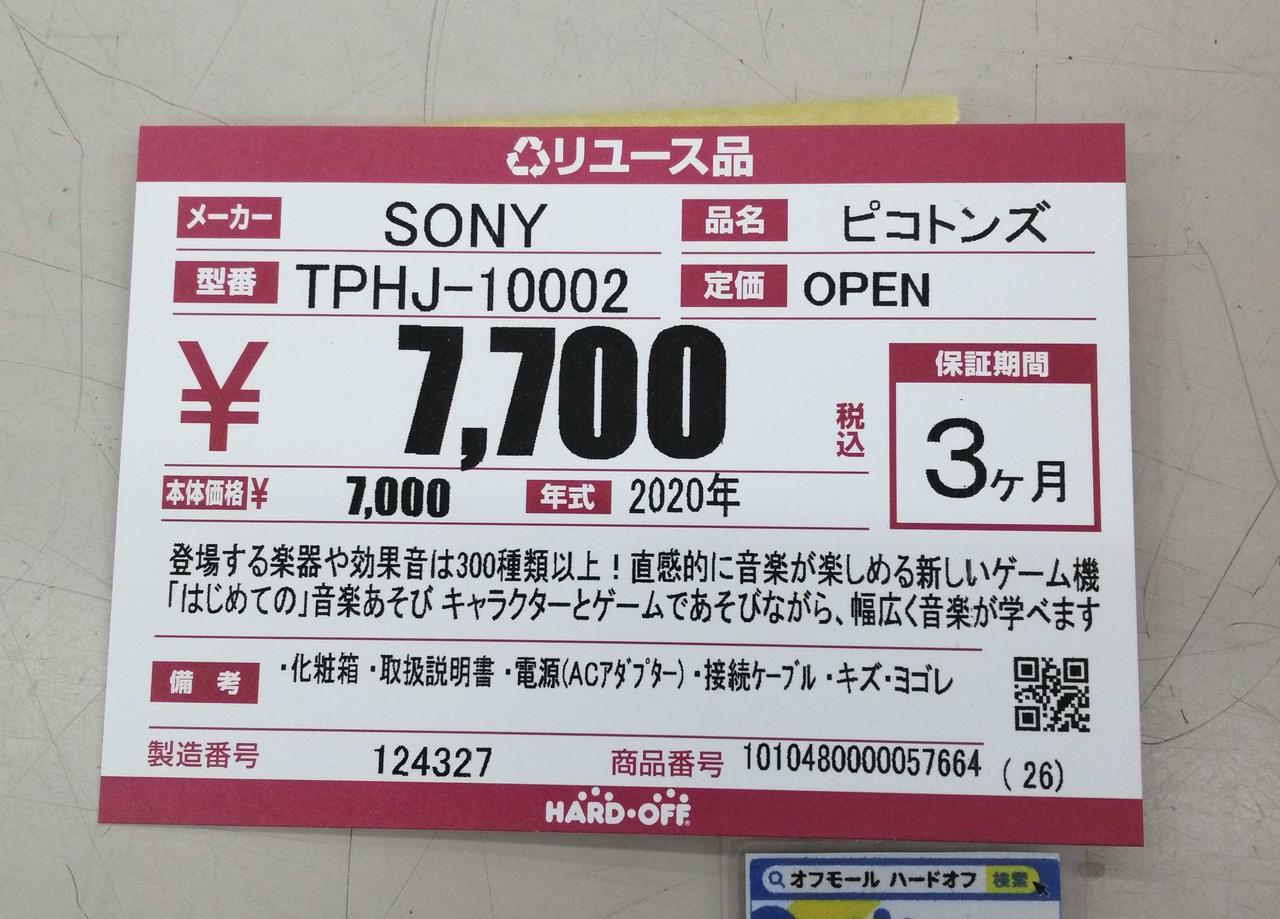 リユース品
メーカー SONY 品名 ピコトンズ
型番 TPHJ-10002 定価 OPEN
¥ 7,700 税込
保証期間
3ヶ月
本体価格¥ 7,000 年式 2020年
登場する楽器や効果音は300種類以上！直感的に音楽が楽しめる新しいゲーム機
「はじめての」音楽あそび キャラクターとゲームであそびながら、幅広く音楽が学べます
備考 ・化粧箱・取扱説明書・電源(ACアダプター)・接続ケーブル・キズ・ヨゴレ
製造番号 124327 商品番号 1010480000057664 (26)
HARD・OFF
オフモール ハードオフ 検索